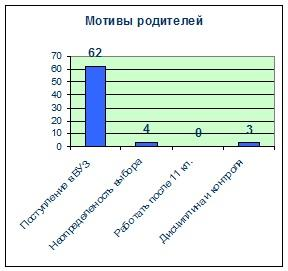 Мотивы родителей
70
60
50
40
30
20
10
0
62
4
0
3
Поступление в ВУЗ
Неопределеность выбора
Работать после 11 кл.
Дисциплина и контроль